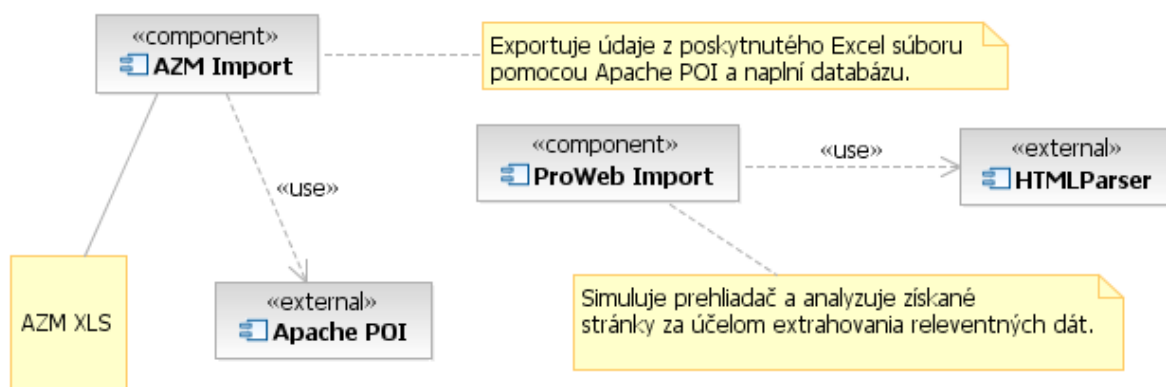 «component»
AZM Import
Exportuje údaje z poskytnutého Excel súboru
pomocou Apache POI a naplní databázu.
«component»
ProWeb Import
«use»
«external»
HTMLParser
«use»
AZM XLS
«external»
Apache POI
Simuluje prehliadač a analyzuje získané
stránky za účelom extrahovania releventných dát.